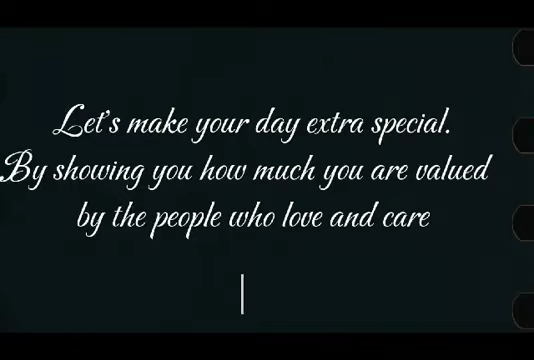 Let's make your day extra special.
By showing you how much you are valued
by the people who love and care